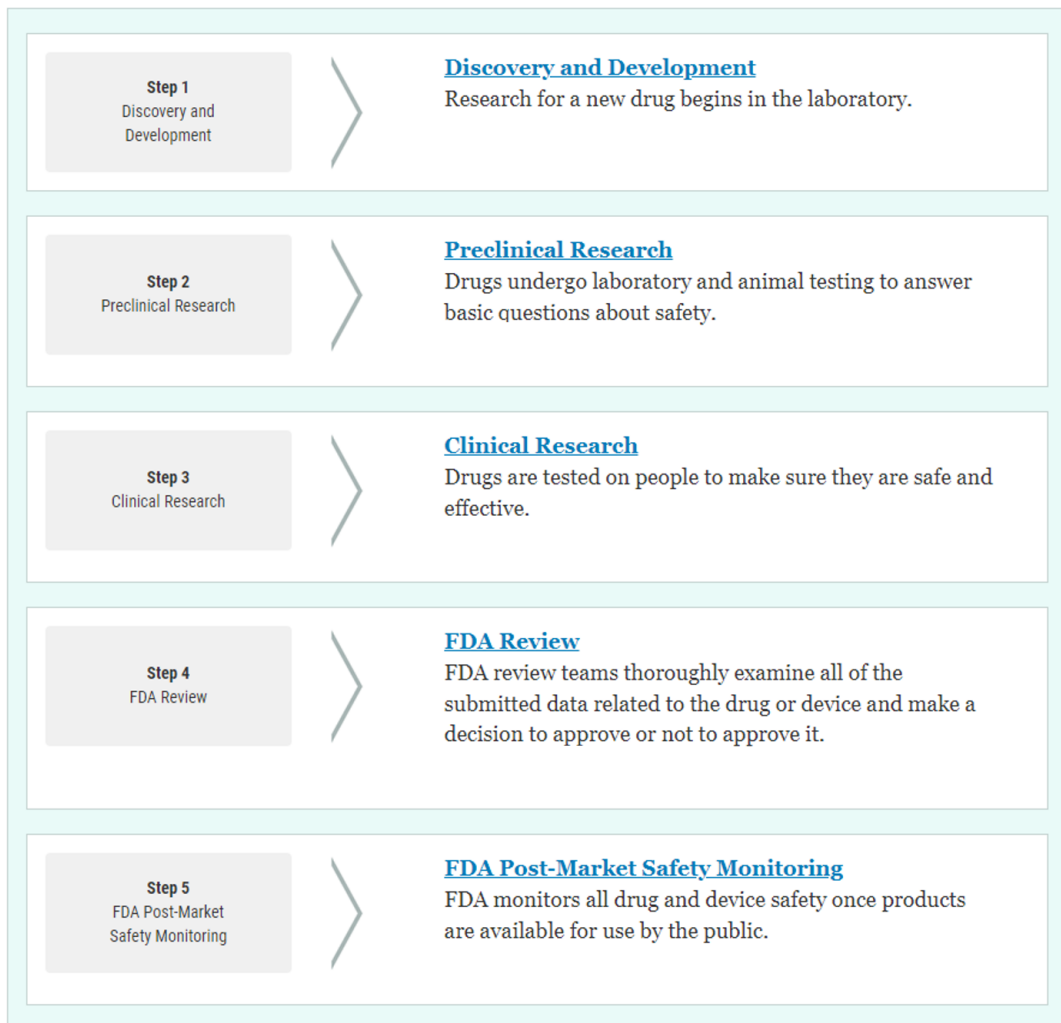 Step 1
Discovery and
Development
Discovery and Development
Research for a new drug begins in the laboratory.
Step 2
Preclinical Research
Preclinical Research
Drugs undergo laboratory and animal testing to answer
basic questions about safety.
Step 3
Clinical Research
Clinical Research
Drugs are tested on people to make sure they are safe and
effective.
Step 4
FDA Review
FDA Review
FDA review teams thoroughly examine all of the
submitted data related to the drug or device and make a
decision to approve or not to approve it.
Step 5
FDA Post-Market
Safety Monitoring
FDA Post-Market Safety Monitoring
FDA monitors all drug and device safety once products
are available for use by the public.